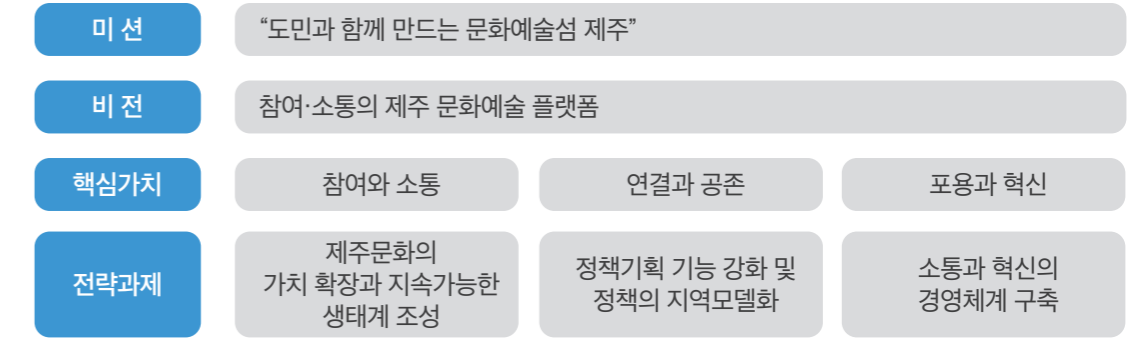 미 션
“도민과 함께 만드는 문화예술섬 제주”
비 전
참여·소통의 제주 문화예술 플랫폼
핵심가치
참여와 소통
연결과 공존
포용과 혁신
전략과제
제주문화의
가치 확장과 지속가능한
생태계 조성
정책기획 기능 강화 및
정책의 지역모델화
소통과 혁신의
경영체계 구축